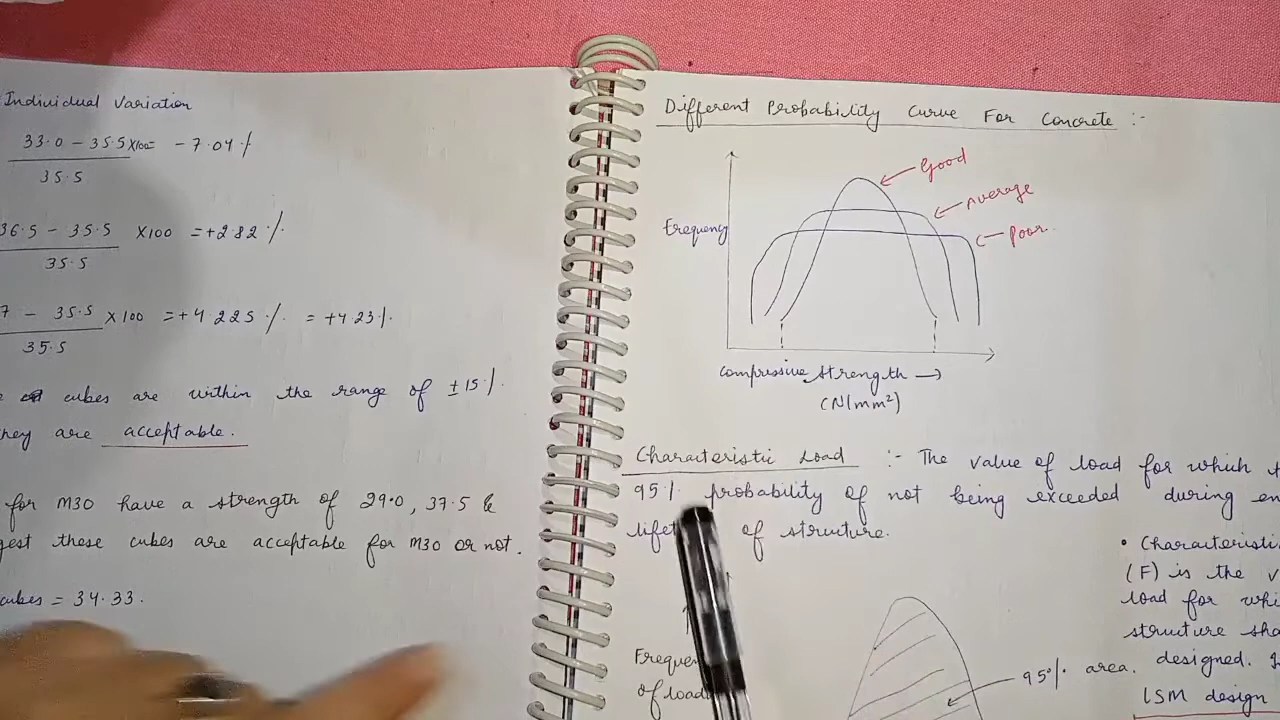 Individual Variation
33.0 - 35.5 x100= - 7.04%
35.5
36.5 - 35.5 x100 = +2.82%
35.5
7 - 35.5 x100 = +4.225% = +4.23%
35.5
cubes are within the range of ±15%.
they are acceptable.
for M30 have a strength of 29.0, 37.5 &
these cubes are acceptable for M30 or not.
cubes = 34.33.
Different Probability Curve For Concrete :-
Good
Average
Poor
Frequency
Compressive Strength →
(N/mm²)
Characteristic Load :- The value of load for which
95% probability of not being exceeded during
of structure.
• Characteristic
(F) is the
load for
structure
designed.
LSM design
95% area.
of load